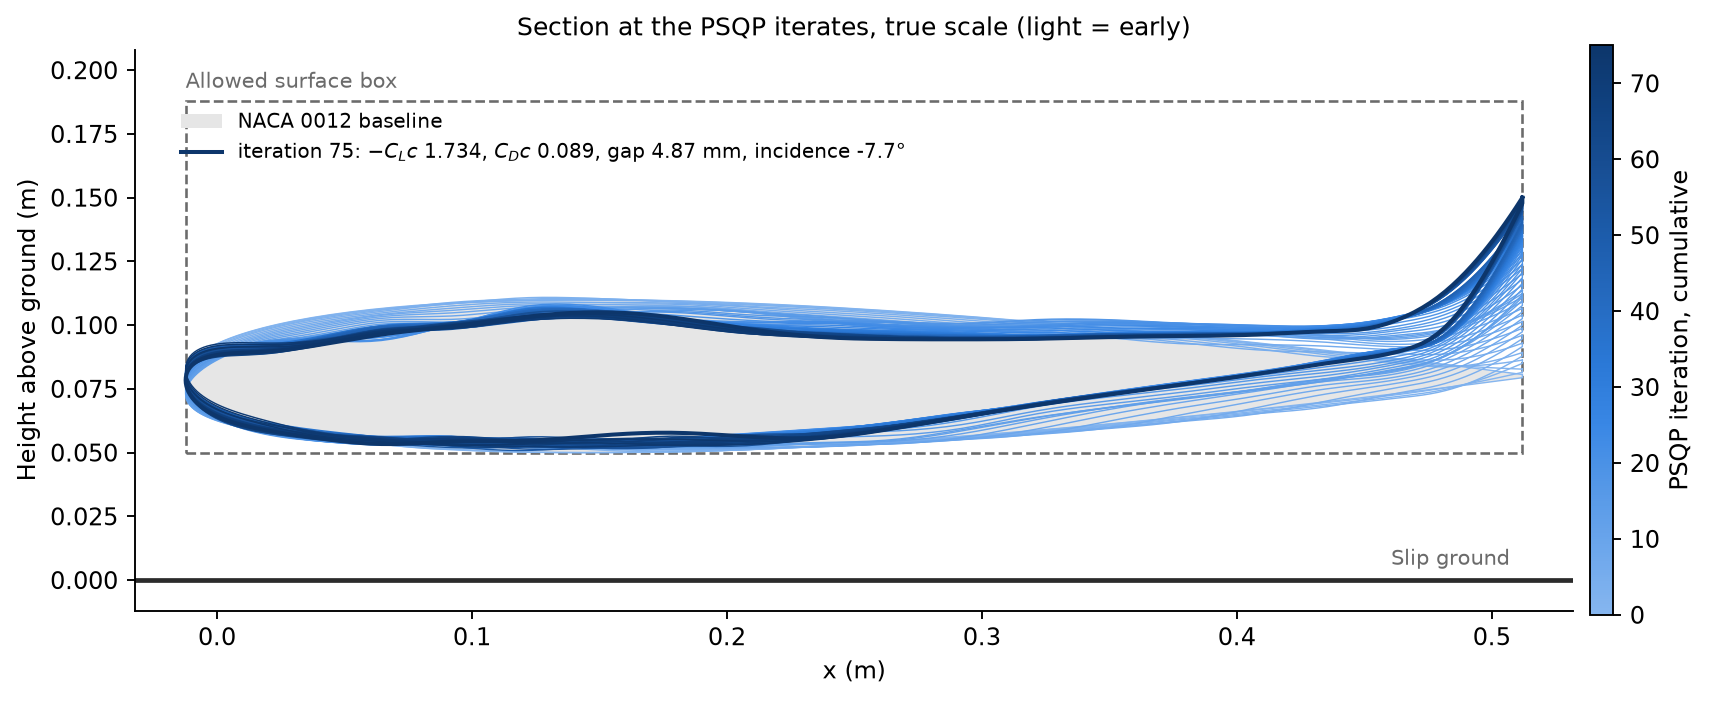 Section at the PSQP iterates, true scale (light = early)
Allowed surface box
NACA 0012 baseline
iteration 75: −C_L c 1.734, C_D c 0.089, gap 4.87 mm, incidence -7.7°
Slip ground
Height above ground (m)
0.200
0.175
0.150
0.125
0.100
0.075
0.050
0.025
0.000
0.0 0.1 0.2 0.3 0.4 0.5
x (m)
70
60
50
40
30
20
10
0
PSQP iteration, cumulative